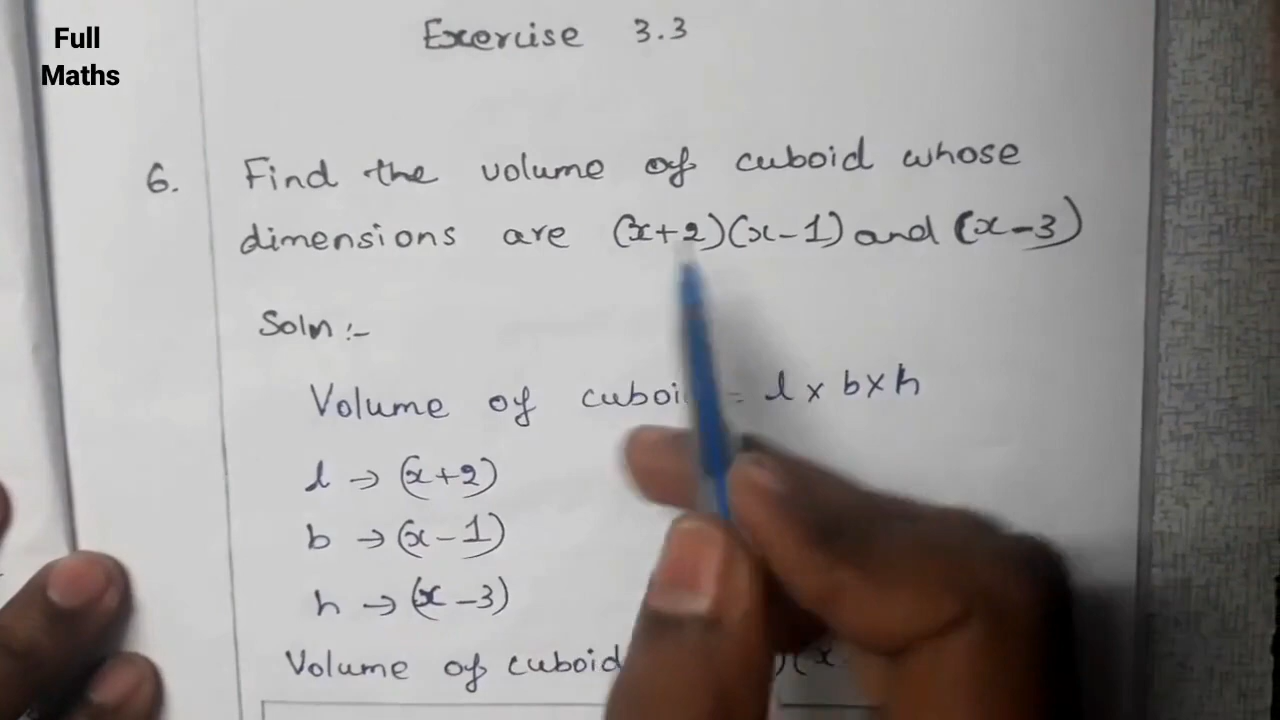 Full
Maths
Exercise 3.3
6. Find the volume of cuboid whose
dimensions are (x+2)(x-1) and (x-3)
Soln :-
Volume of = l x b x h
l → (x+2)
b → (x-1)
h → (x-3)
Volume of cuboid